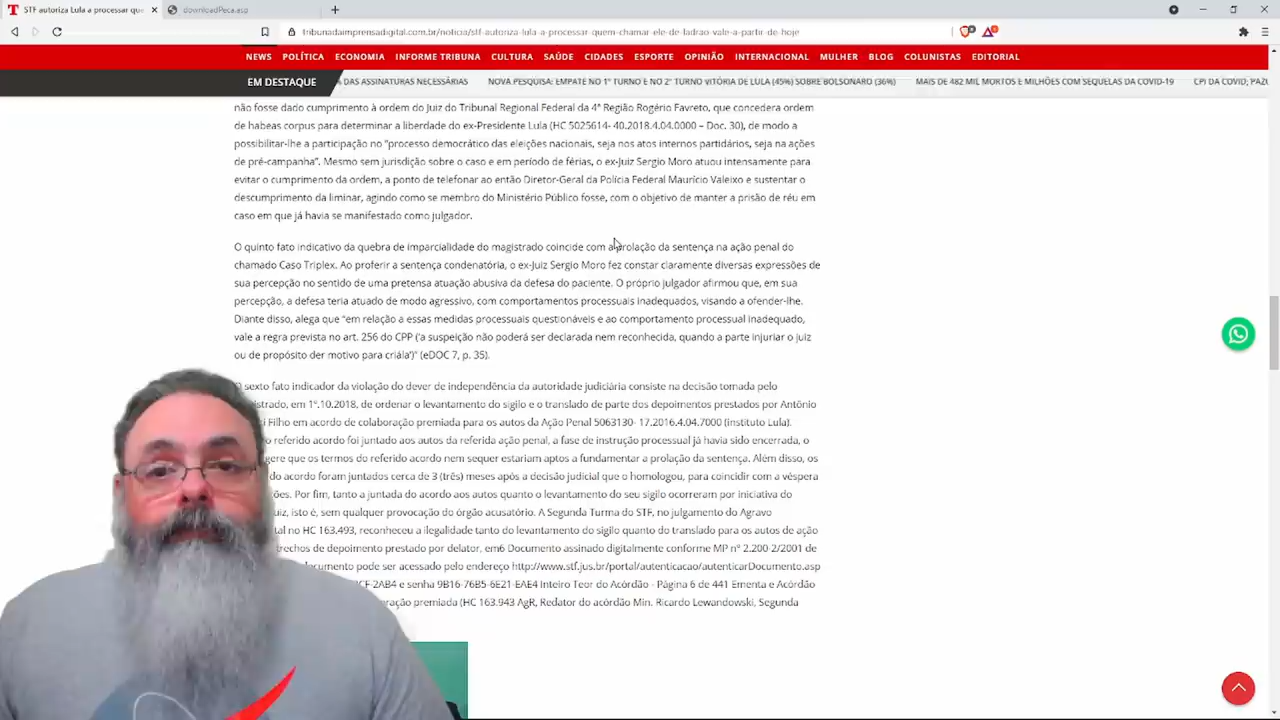 STF autoriza Lula a processar qu
downloadPeca.asp
tribunadaimprensadigital.com.br/noticia/stf-autoriza-lula-a-processar-quem-chamar-ele-de-ladrao-vale-a-partir-de-hoje
NEWS POLÍTICA ECONOMIA INFORME TRIBUNA CULTURA SAÚDE CIDADES ESPORTE OPINIÃO INTERNACIONAL MULHER BLOG COLUNISTAS EDITORIAL
EM DESTAQUE DAS ASSINATURAS NECESSÁRIAS NOVA PESQUISA: EMPATE NO 1º TURNO E NO 2º TURNO VITÓRIA DE LULA (45%) SOBRE BOLSONARO (36%) MAIS DE 482 MIL MORTOS E MILHÕES COM SEQUELAS DA COVID-19 CPI DA COVID; PAZU
não fosse dado cumprimento à ordem do Juiz do Tribunal Regional Federal da 4ª Região Rogério Favreto, que concedera ordem
de habeas corpus para determinar a liberdade do ex-Presidente Lula (HC 5025614- 40.2018.4.04.0000 – Doc. 30), de modo a
possibilitar-lhe a participação no "processo democrático das eleições nacionais, seja nos atos internos partidários, seja na ações
de pré-campanha". Mesmo sem jurisdição sobre o caso e em período de férias, o ex-Juiz Sergio Moro atuou intensamente para
evitar o cumprimento da ordem, a ponto de telefonar ao então Diretor-Geral da Polícia Federal Maurício Valeixo e sustentar o
descumprimento da liminar, agindo como se membro do Ministério Público fosse, com o objetivo de manter a prisão de réu em
caso em que já havia se manifestado como julgador.
O quinto fato indicativo da quebra de imparcialidade do magistrado coincide com a prolação da sentença na ação penal do
chamado Caso Triplex. Ao proferir a sentença condenatória, o ex-Juiz Sergio Moro fez constar claramente diversas expressões de
sua percepção no sentido de uma pretensa atuação abusiva da defesa do paciente. O próprio julgador afirmou que, em sua
percepção, a defesa teria atuado de modo agressivo, com comportamentos processuais inadequados, visando a ofender-lhe.
Diante disso, alega que "em relação a essas medidas processuais questionáveis e ao comportamento processual inadequado,
vale a regra prevista no art. 256 do CPP ('a suspeição não poderá ser declarada nem reconhecida, quando a parte injuriar o juiz
ou de propósito der motivo para criála')" (eDOC 7, p. 35).
O sexto fato indicador da violação do dever de independência da autoridade judiciária consiste na decisão tomada pelo
istrado, em 1º.10.2018, de ordenar o levantamento do sigilo e o translado de parte dos depoimentos prestados por Antônio
i Filho em acordo de colaboração premiada para os autos da Ação Penal 5063130- 17.2016.4.04.7000 (Instituto Lula).
o referido acordo foi juntado aos autos da referida ação penal, a fase de instrução processual já havia sido encerrada, o
gere que os termos do referido acordo nem sequer estariam aptos a fundamentar a prolação da sentença. Além disso, os
do acordo foram juntados cerca de 3 (três) meses após a decisão judicial que o homologou, para coincidir com a véspera
ções. Por fim, tanto a juntada do acordo aos autos quanto o levantamento do seu sigilo ocorreram por iniciativa do
uiz, isto é, sem qualquer provocação do órgão acusatório. A Segunda Turma do STF, no julgamento do Agravo
tal no HC 163.493, reconheceu a ilegalidade tanto do levantamento do sigilo quanto do translado para os autos de ação
trechos de depoimento prestado por delator, em6 Documento assinado digitalmente conforme MP nº 2.200-2/2001 de
documento pode ser acessado pelo endereço http://www.stf.jus.br/portal/autenticacao/autenticarDocumento.asp
CF-2AB4 e senha 9B16-76B5-6E21-EAE4 Inteiro Teor do Acórdão - Página 6 de 441 Ementa e Acórdão
ração premiada (HC 163.943 AgR, Redator do acórdão Min. Ricardo Lewandowski, Segunda